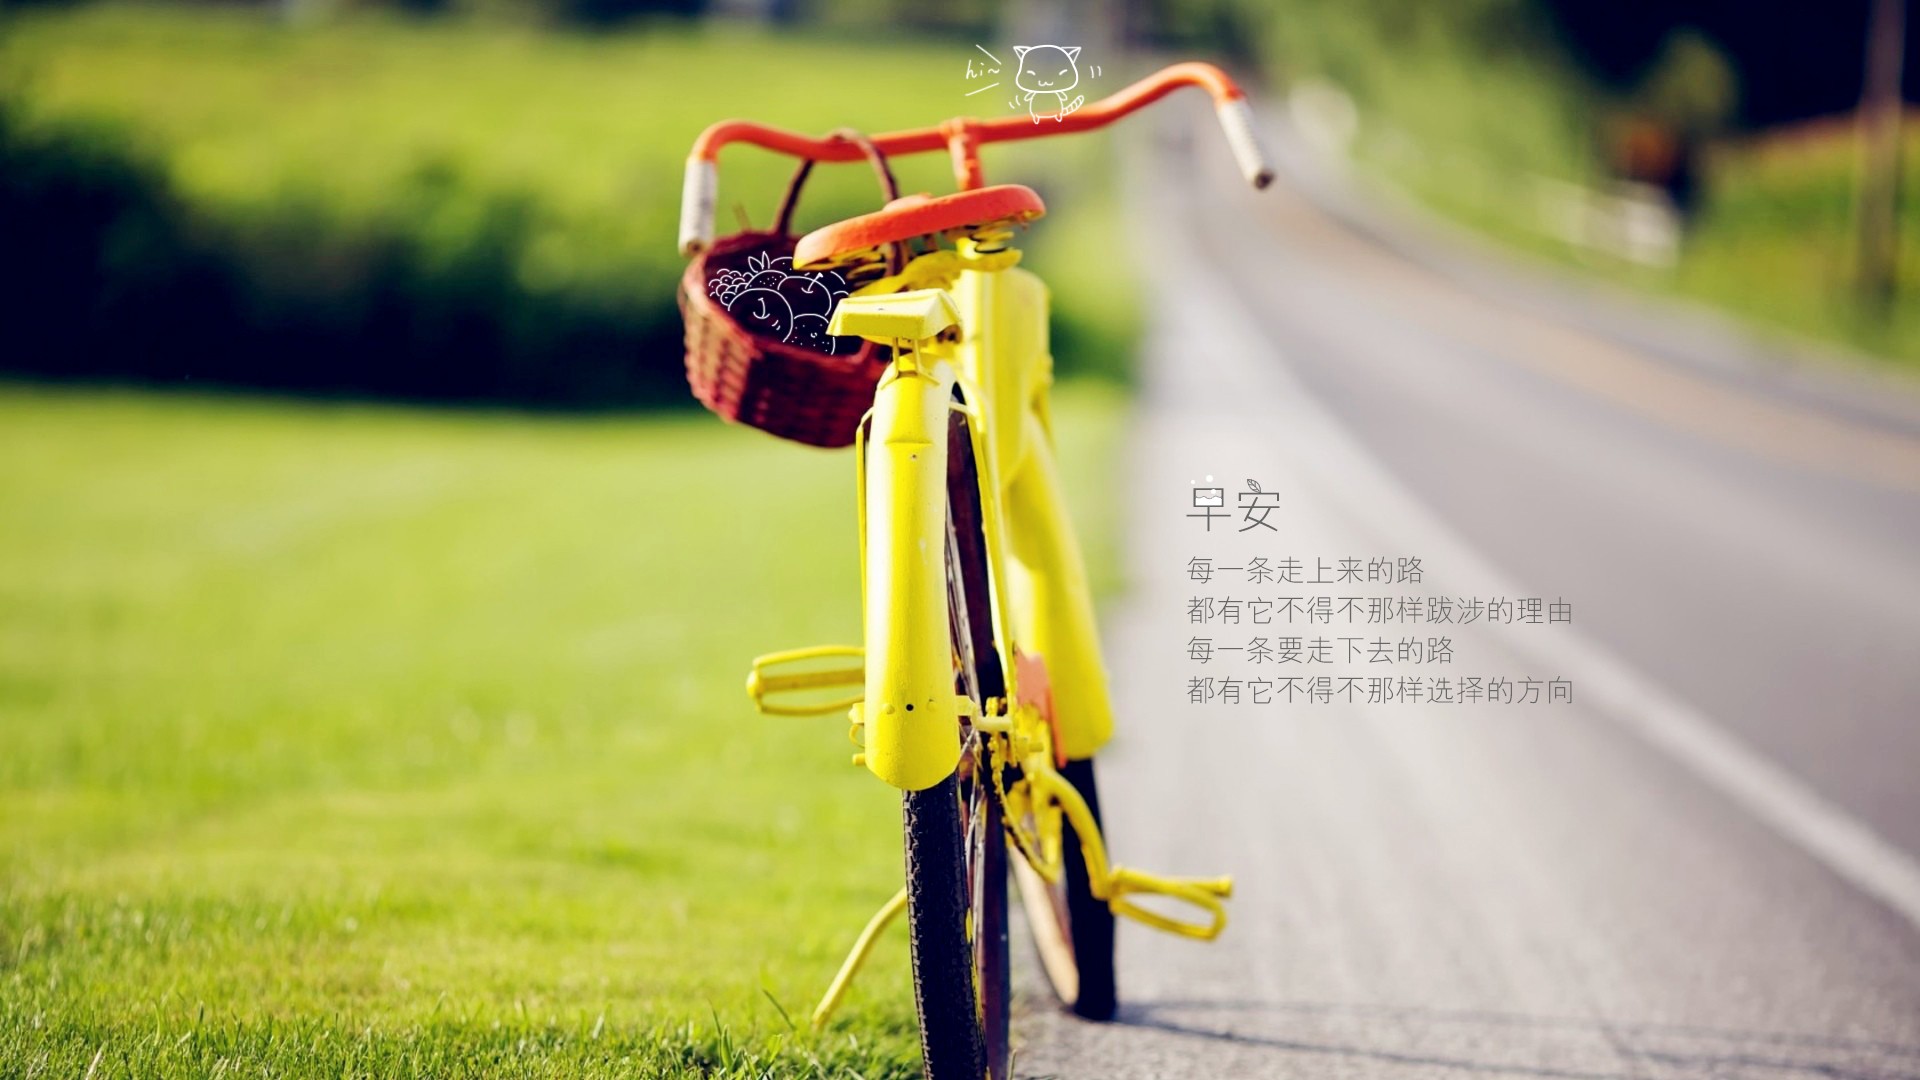 hi~
早安
每一条走上来的路
都有它不得不那样跋涉的理由
每一条要走下去的路
都有它不得不那样选择的方向